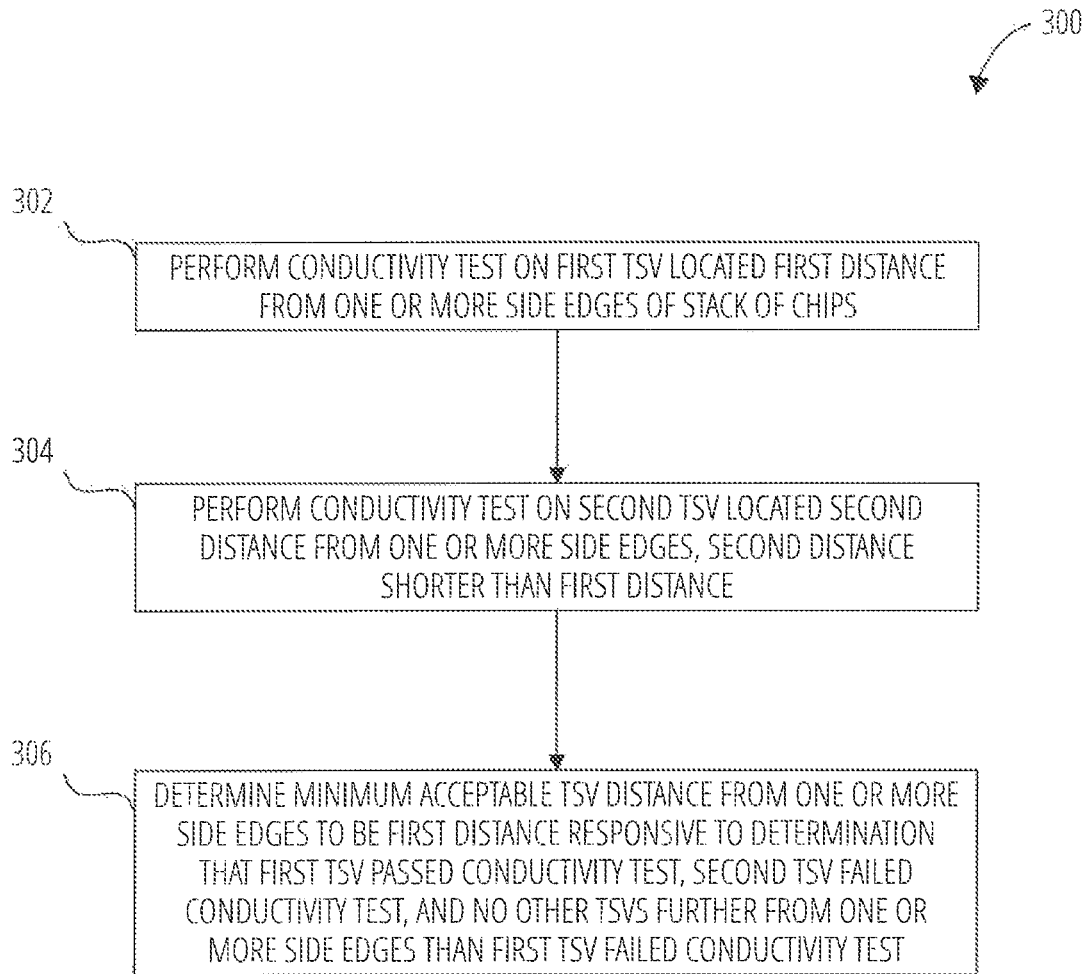 300
302
PERFORM CONDUCTIVITY TEST ON FIRST TSV LOCATED FIRST DISTANCE
FROM ONE OR MORE SIDE EDGES OF STACK OF CHIPS
304
PERFORM CONDUCTIVITY TEST ON SECOND TSV LOCATED SECOND
DISTANCE FROM ONE OR MORE SIDE EDGES, SECOND DISTANCE
SHORTER THAN FIRST DISTANCE
306
DETERMINE MINIMUM ACCEPTABLE TSV DISTANCE FROM ONE OR MORE
SIDE EDGES TO BE FIRST DISTANCE RESPONSIVE TO DETERMINATION
THAT FIRST TSV PASSED CONDUCTIVITY TEST, SECOND TSV FAILED
CONDUCTIVITY TEST, AND NO OTHER TSVS FURTHER FROM ONE OR
MORE SIDE EDGES THAN FIRST TSV FAILED CONDUCTIVITY TEST